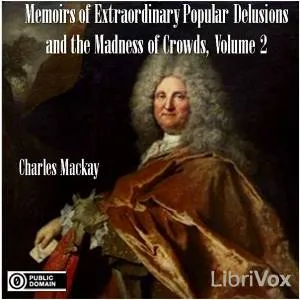 Memoirs of Extraordinary Popular Delusions
and the Madness of Crowds, Volume 2
Charles Mackay
PUBLIC
DOMAIN
LibriVox